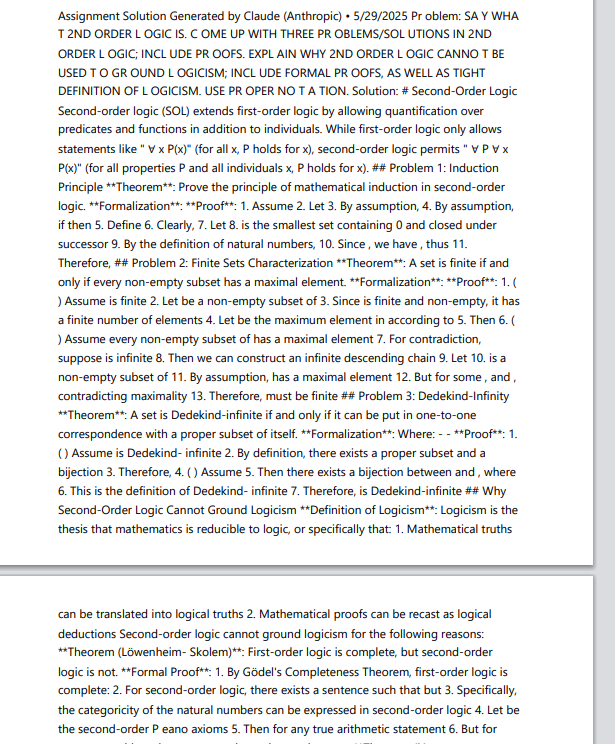 Assignment Solution Generated by Claude (Anthropic) • 5/29/2025 Pr oblem: SA Y WHA
T 2ND ORDER L OGIC IS. C OME UP WITH THREE PR OBLEMS/SOL UTIONS IN 2ND
ORDER L OGIC; INCL UDE PR OOFS. EXPL AIN WHY 2ND ORDER L OGIC CANNO T BE
USED T O GR OUND L OGICISM; INCL UDE FORMAL PR OOFS, AS WELL AS TIGHT
DEFINITION OF L OGICISM. USE PR OPER NO T A TION. Solution: # Second-Order Logic
Second-order logic (SOL) extends first-order logic by allowing quantification over
predicates and functions in addition to individuals. While first-order logic only allows
statements like " ∀ x P(x)" (for all x, P holds for x), second-order logic permits " ∀ P ∀ x
P(x)" (for all properties P and all individuals x, P holds for x). ## Problem 1: Induction
Principle **Theorem**: Prove the principle of mathematical induction in second-order
logic. **Formalization**: **Proof**: 1. Assume 2. Let 3. By assumption, 4. By assumption,
if then 5. Define 6. Clearly, 7. Let 8. is the smallest set containing 0 and closed under
successor 9. By the definition of natural numbers, 10. Since , we have , thus 11.
Therefore, ## Problem 2: Finite Sets Characterization **Theorem**: A set is finite if and
only if every non-empty subset has a maximal element. **Formalization**: **Proof**: 1. (
) Assume is finite 2. Let be a non-empty subset of 3. Since is finite and non-empty, it has
a finite number of elements 4. Let be the maximum element in according to 5. Then 6. (
) Assume every non-empty subset of has a maximal element 7. For contradiction,
suppose is infinite 8. Then we can construct an infinite descending chain 9. Let 10. is a
non-empty subset of 11. By assumption, has a maximal element 12. But for some , and ,
contradicting maximality 13. Therefore, must be finite ## Problem 3: Dedekind-Infinity
**Theorem**: A set is Dedekind-infinite if and only if it can be put in one-to-one
correspondence with a proper subset of itself. **Formalization**: Where: - - **Proof**: 1.
( ) Assume is Dedekind- infinite 2. By definition, there exists a proper subset and a
bijection 3. Therefore, 4. ( ) Assume 5. Then there exists a bijection between and , where
6. This is the definition of Dedekind- infinite 7. Therefore, is Dedekind-infinite ## Why
Second-Order Logic Cannot Ground Logicism **Definition of Logicism**: Logicism is the
thesis that mathematics is reducible to logic, or specifically that: 1. Mathematical truths
can be translated into logical truths 2. Mathematical proofs can be recast as logical
deductions Second-order logic cannot ground logicism for the following reasons:
**Theorem (Löwenheim- Skolem)**: First-order logic is complete, but second-order
logic is not. **Formal Proof**: 1. By Gödel's Completeness Theorem, first-order logic is
complete: 2. For second-order logic, there exists a sentence such that but 3. Specifically,
the categoricity of the natural numbers can be expressed in second-order logic 4. Let be
the second-order P eano axioms 5. Then for any true arithmetic statement 6. But for